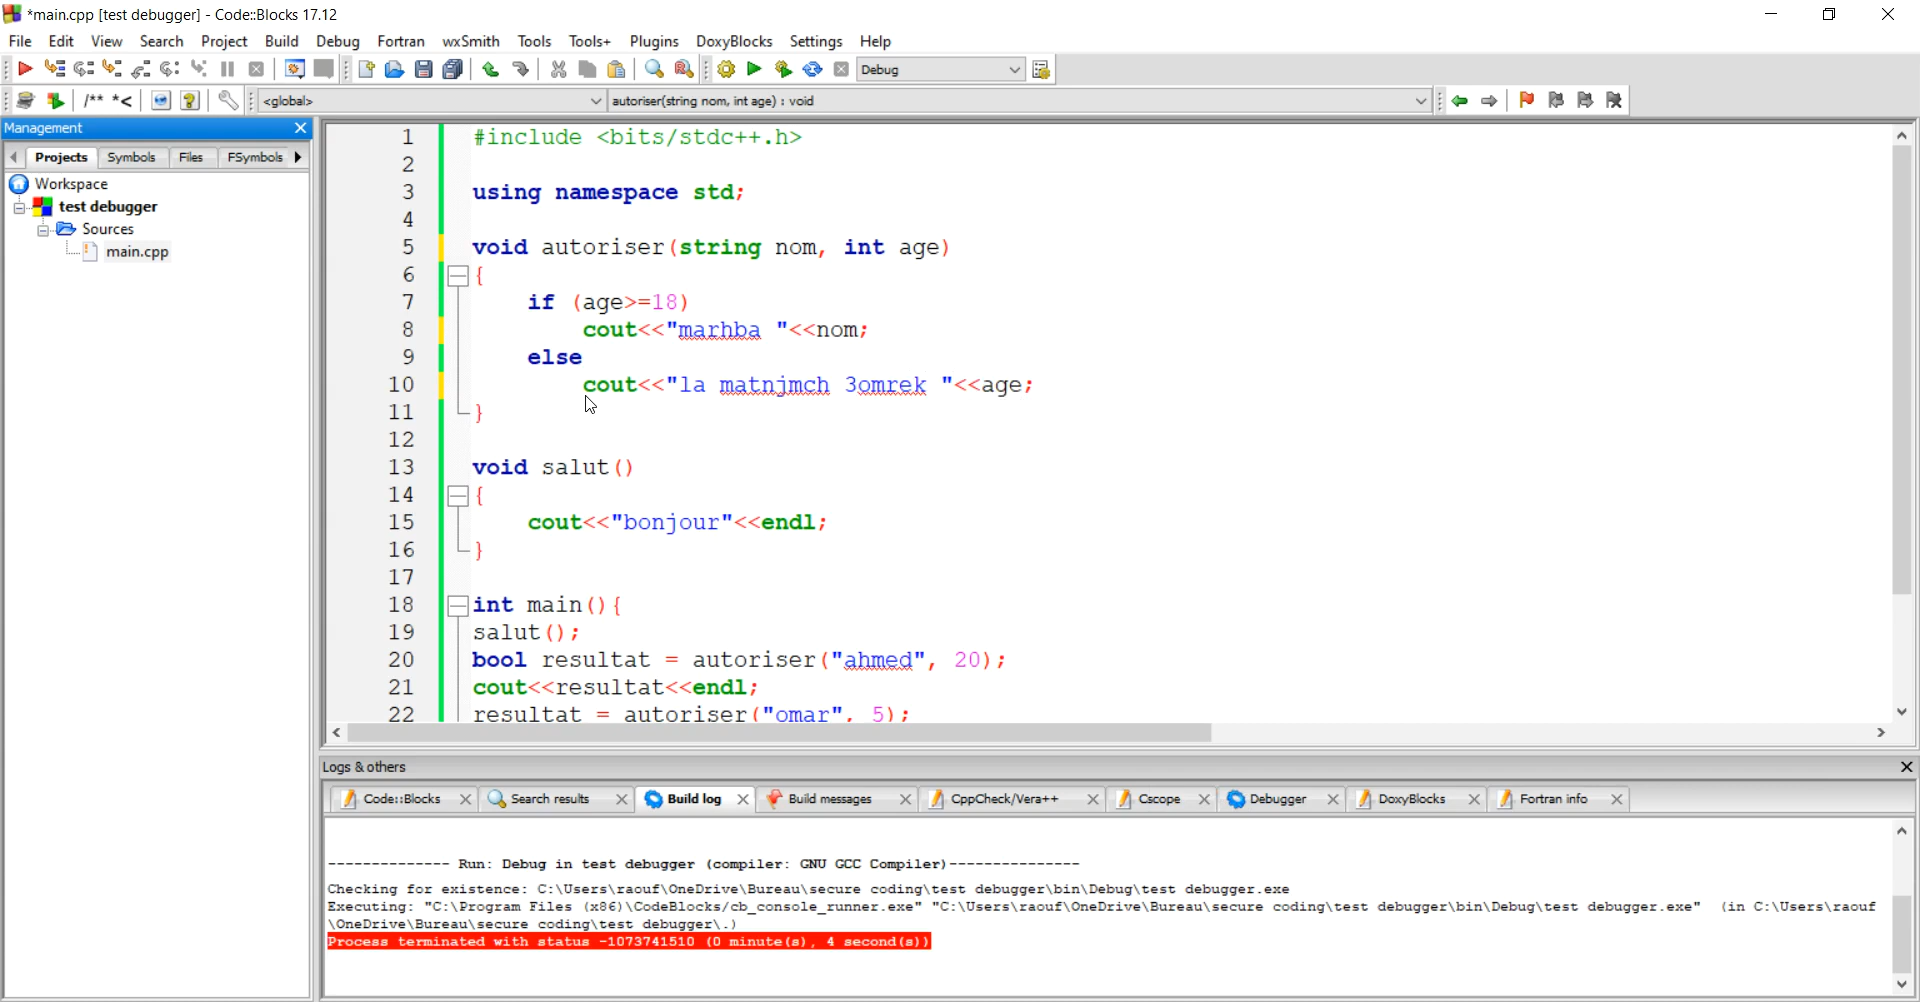 *main.cpp [test debugger] - Code::Blocks 17.12
File Edit View Search Project Build Debug Fortran wxSmith Tools Tools+ Plugins DoxyBlocks Settings Help
Debug
/** *<
<global>
autoriser(string nom, int age) : void
Management
Projects Symbols Files FSymbols
Workspace
test debugger
Sources
main.cpp
1 #include <bits/stdc++.h>
2
3 using namespace std;
4
5 void autoriser(string nom, int age)
6 {
7 if (age>=18)
8 cout<<"marhba "<<nom;
9 else
10 cout<<"la matnjmch 3omrek "<<age;
11 }
12
13 void salut()
14 {
15 cout<<"bonjour"<<endl;
16 }
17
18 int main(){
19 salut();
20 bool resultat = autoriser("ahmed", 20);
21 cout<<resultat<<endl;
22 resultat = autoriser("omar", 5);
Logs & others
Code::Blocks Search results Build log Build messages CppCheck/Vera++ Cscope Debugger DoxyBlocks Fortran info
-------------- Run: Debug in test debugger (compiler: GNU GCC Compiler)---------------
Checking for existence: C:\Users\raouf\OneDrive\Bureau\secure coding\test debugger\bin\Debug\test debugger.exe
Executing: "C:\Program Files (x86)\CodeBlocks/cb_console_runner.exe" "C:\Users\raouf\OneDrive\Bureau\secure coding\test debugger\bin\Debug\test debugger.exe"  (in C:\Users\raouf
\OneDrive\Bureau\secure coding\test debugger\.)
Process terminated with status -1073741510 (0 minute(s), 4 second(s))